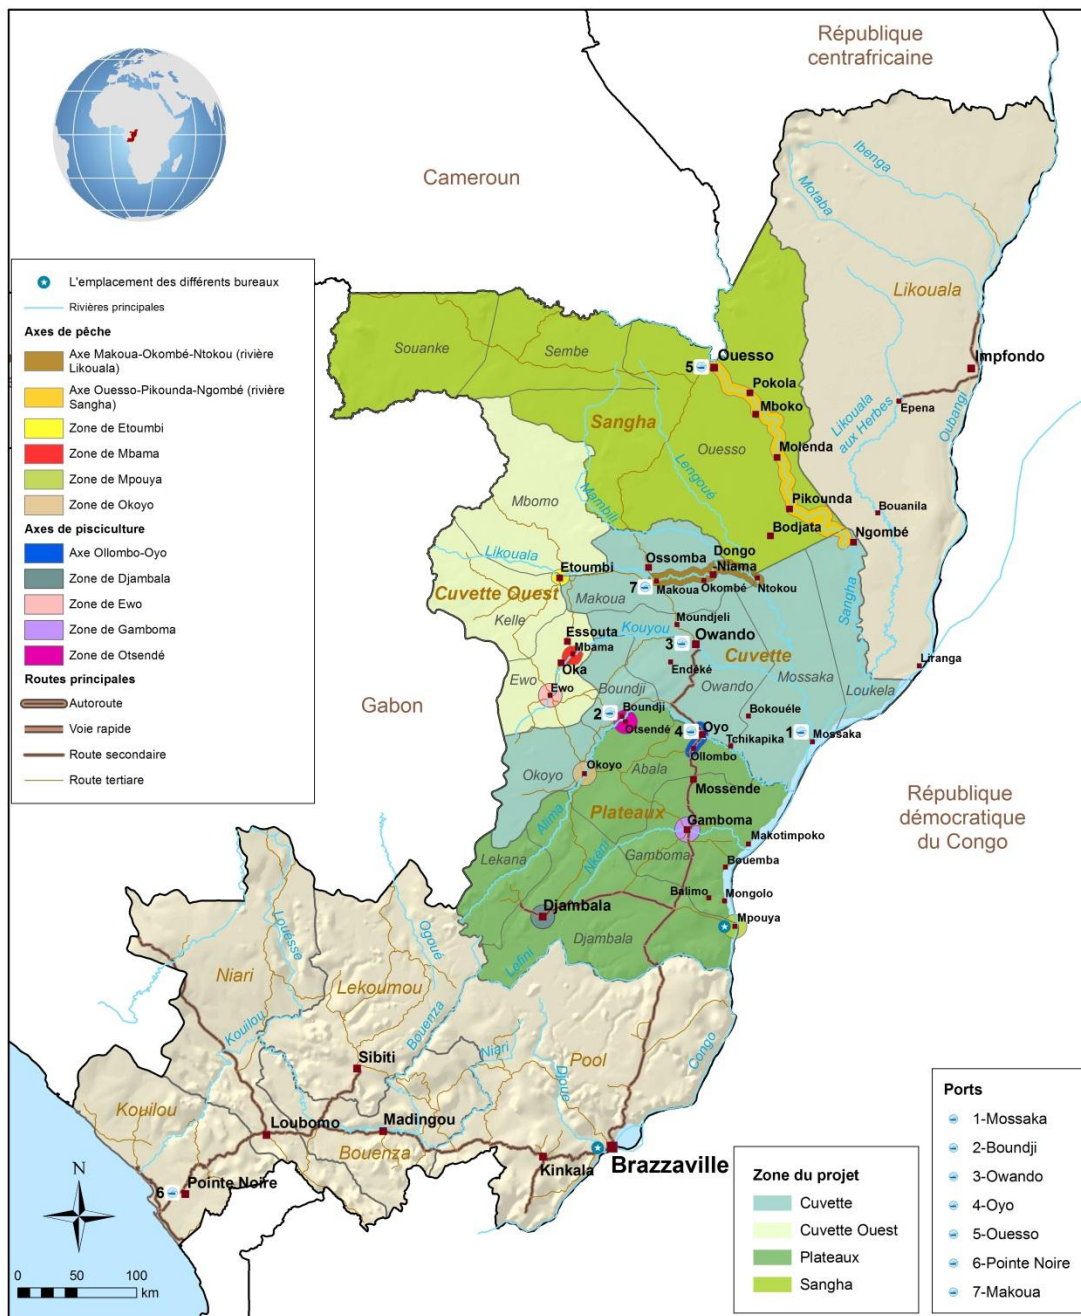 République
centrafricaine
Cameroun
Gabon
République
démocratique
du Congo
L'emplacement des différents bureaux
Rivières principales
Axes de pêche
Axe Makoua-Okombé-Ntokou (rivière
Likouala)
Axe Ouesso-Pikounda-Ngombé (rivière
Sangha)
Zone de Etoumbi
Zone de Mbama
Zone de Mpouya
Zone de Okoyo
Axes de pisciculture
Axe Ollombo-Oyo
Zone de Djambala
Zone de Ewo
Zone de Gamboma
Zone de Otsendé
Routes principales
Autoroute
Voie rapide
Route secondaire
Route tertiaire
Ibenga
Motaba
Likouala
Impfondo
Epena
Likouala
aux Herbes
Oubangi
Bouanila
Liranga
Souanke
Sembe
Sangha
Ouesso
5
Ouesso
Pokola
Mboko
Molenda
Pikounda
Bodjata
Ngombé
Lengoué
Mambili
Mbomo
Likouala
Etoumbi
Cuvette Ouest
Kelle
Essouta
Mbama
Oka
Ewo
Ewo
Ossomba
Dongo
-Niama
7
Makoua
Okombé
Ntokou
Makoua
Moundjeli
Kouyou
3
Owando
Cuvette
Endéké
Owando
Mossaka
Sangha
Loukela
Boundji
Bokouélé
2
Boundji
Otsendé
4
Oyo
Tchikapika
1
Mossaka
Ollombo
Okoyo
Okoyo
Abala
Mossende
Alima
Plateaux
Gamboma
Makotimpoko
Nkéni
Gamboma
Lekana
Bouemba
Balimo
Mongolo
Mpouya
Djambala
Djambala
Lofini
Louesse
Ogoué
Niari
Lekoumou
Kouilou
Bouenza
Niari
Sibiti
Pool
Djoue
Congo
Kouilou
Loubomo
Madingou
Bouenza
Kinkala
Brazzaville
6
Pointe Noire
N
0
50
100
km
Zone du projet
Cuvette
Cuvette Ouest
Plateaux
Sangha
Ports
1-Mossaka
2-Boundji
3-Owando
4-Oyo
5-Ouesso
6-Pointe Noire
7-Makoua